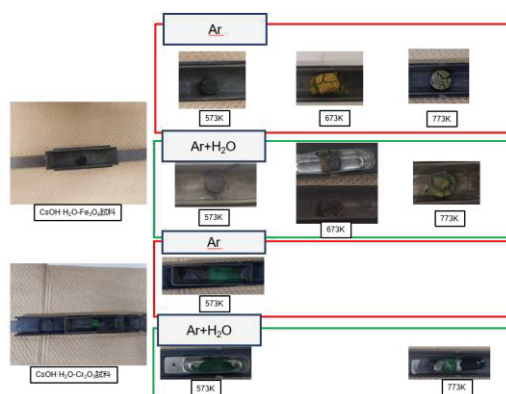 Ar
573K
673K
773K
Ar+H₂O
573K
673K
773K
CsOH·H₂O-Fe₃O₄試料
Ar
573K
Ar+H₂O
573K
773K
CsOH·H₂O-Cr₂O₃試料